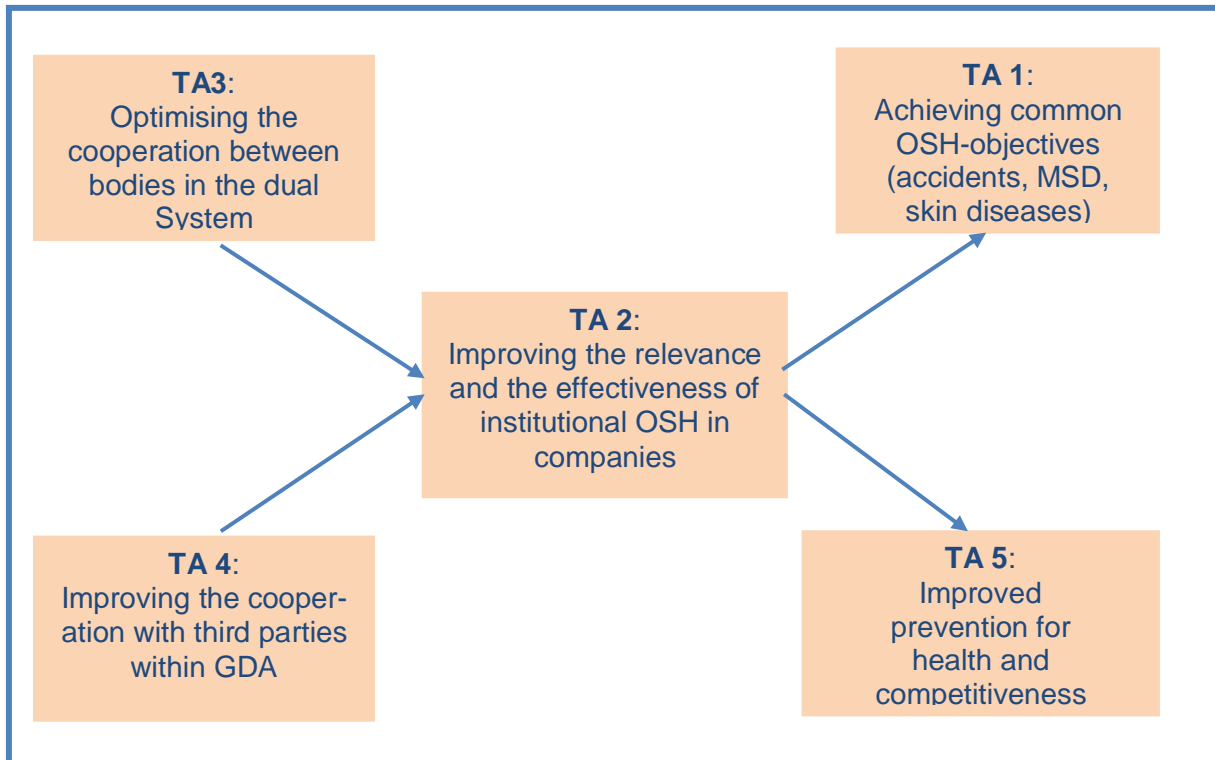 TA3:
Optimising the
cooperation between
bodies in the dual
System
TA 1:
Achieving common
OSH-objectives
(accidents, MSD,
skin diseases)
TA 2:
Improving the relevance
and the effectiveness of
institutional OSH in
companies
TA 4:
Improving the cooper-
ation with third parties
within GDA
TA 5:
Improved
prevention for
health and
competitiveness